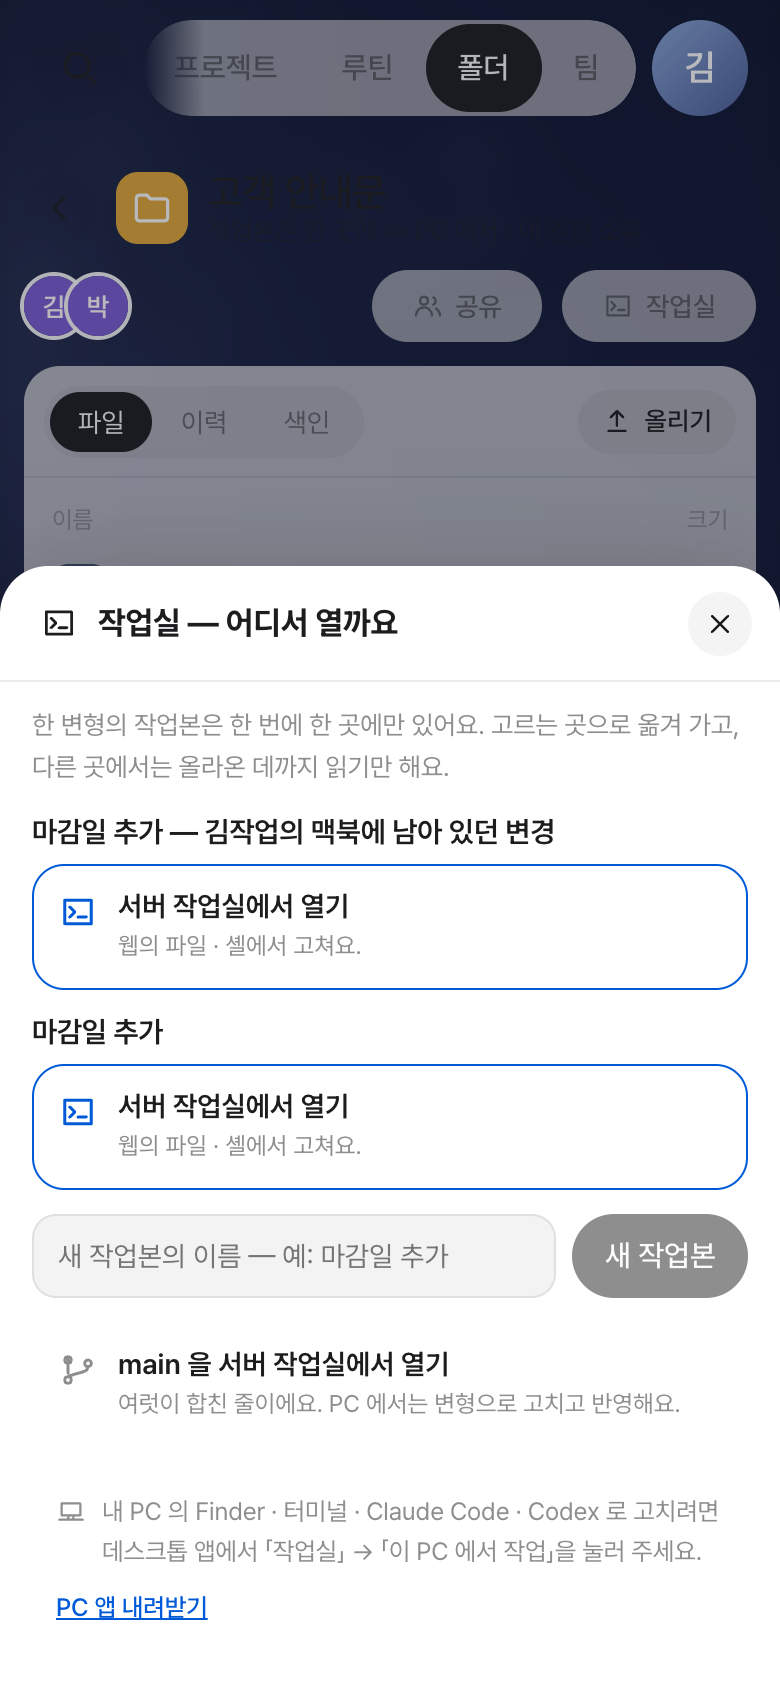 프로젝트 루틴 폴더 팀 김
고객 안내문
김 박 공유 작업실
파일 이력 색인 올리기
이름 크기
작업실 — 어디서 열까요
한 변형의 작업본은 한 번에 한 곳에만 있어요. 고르는 곳으로 옮겨 가고,
다른 곳에서는 올라온 데까지 읽기만 해요.
마감일 추가 — 김작업의 맥북에 남아 있던 변경
서버 작업실에서 열기
웹의 파일 · 셸에서 고쳐요.
마감일 추가
서버 작업실에서 열기
웹의 파일 · 셸에서 고쳐요.
새 작업본의 이름 — 예: 마감일 추가 새 작업본
main 을 서버 작업실에서 열기
여럿이 합친 줄이에요. PC 에서는 변형으로 고치고 반영해요.
내 PC 의 Finder · 터미널 · Claude Code · Codex 로 고치려면
데스크톱 앱에서 「작업실」 → 「이 PC 에서 작업」을 눌러 주세요.
PC 앱 내려받기